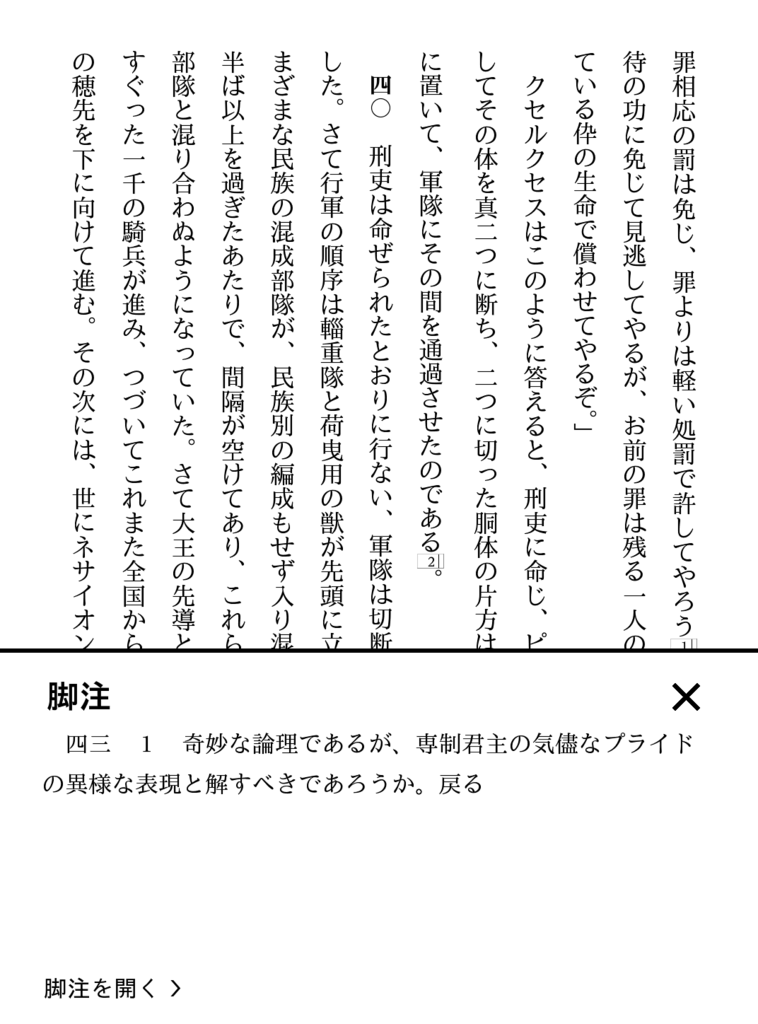 罪相応の罰は免じ、罪よりは軽い処罰で許してやろう1
待の功に免じて見逃してやるが、お前の罪は残る一人の
ている倅の生命で償わせてやるぞ。」
クセルクセスはこのように答えると、刑吏に命じ、ピ
してその体を真二つに断ち、二つに切った胴体の片方は
に置いて、軍隊にその間を通過させたのである2。
四〇　刑吏は命ぜられたとおりに行ない、軍隊は切断
した。さて行軍の順序は輜重隊と荷曳用の獣が先頭に立
まざまな民族の混成部隊が、民族別の編成もせず入り混
半ば以上を過ぎたあたりで、間隔が空けてあり、これら
部隊と混り合わぬようになっていた。さて大王の先導と
すぐった一千の騎兵が進み、つづいてこれまた全国から
の穂先を下に向けて進む。その次には、世にネサイオン
脚注
四三　1　奇妙な論理であるが、専制君主の気儘なプライド
の異様な表現と解すべきであろうか。戻る
脚注を開く